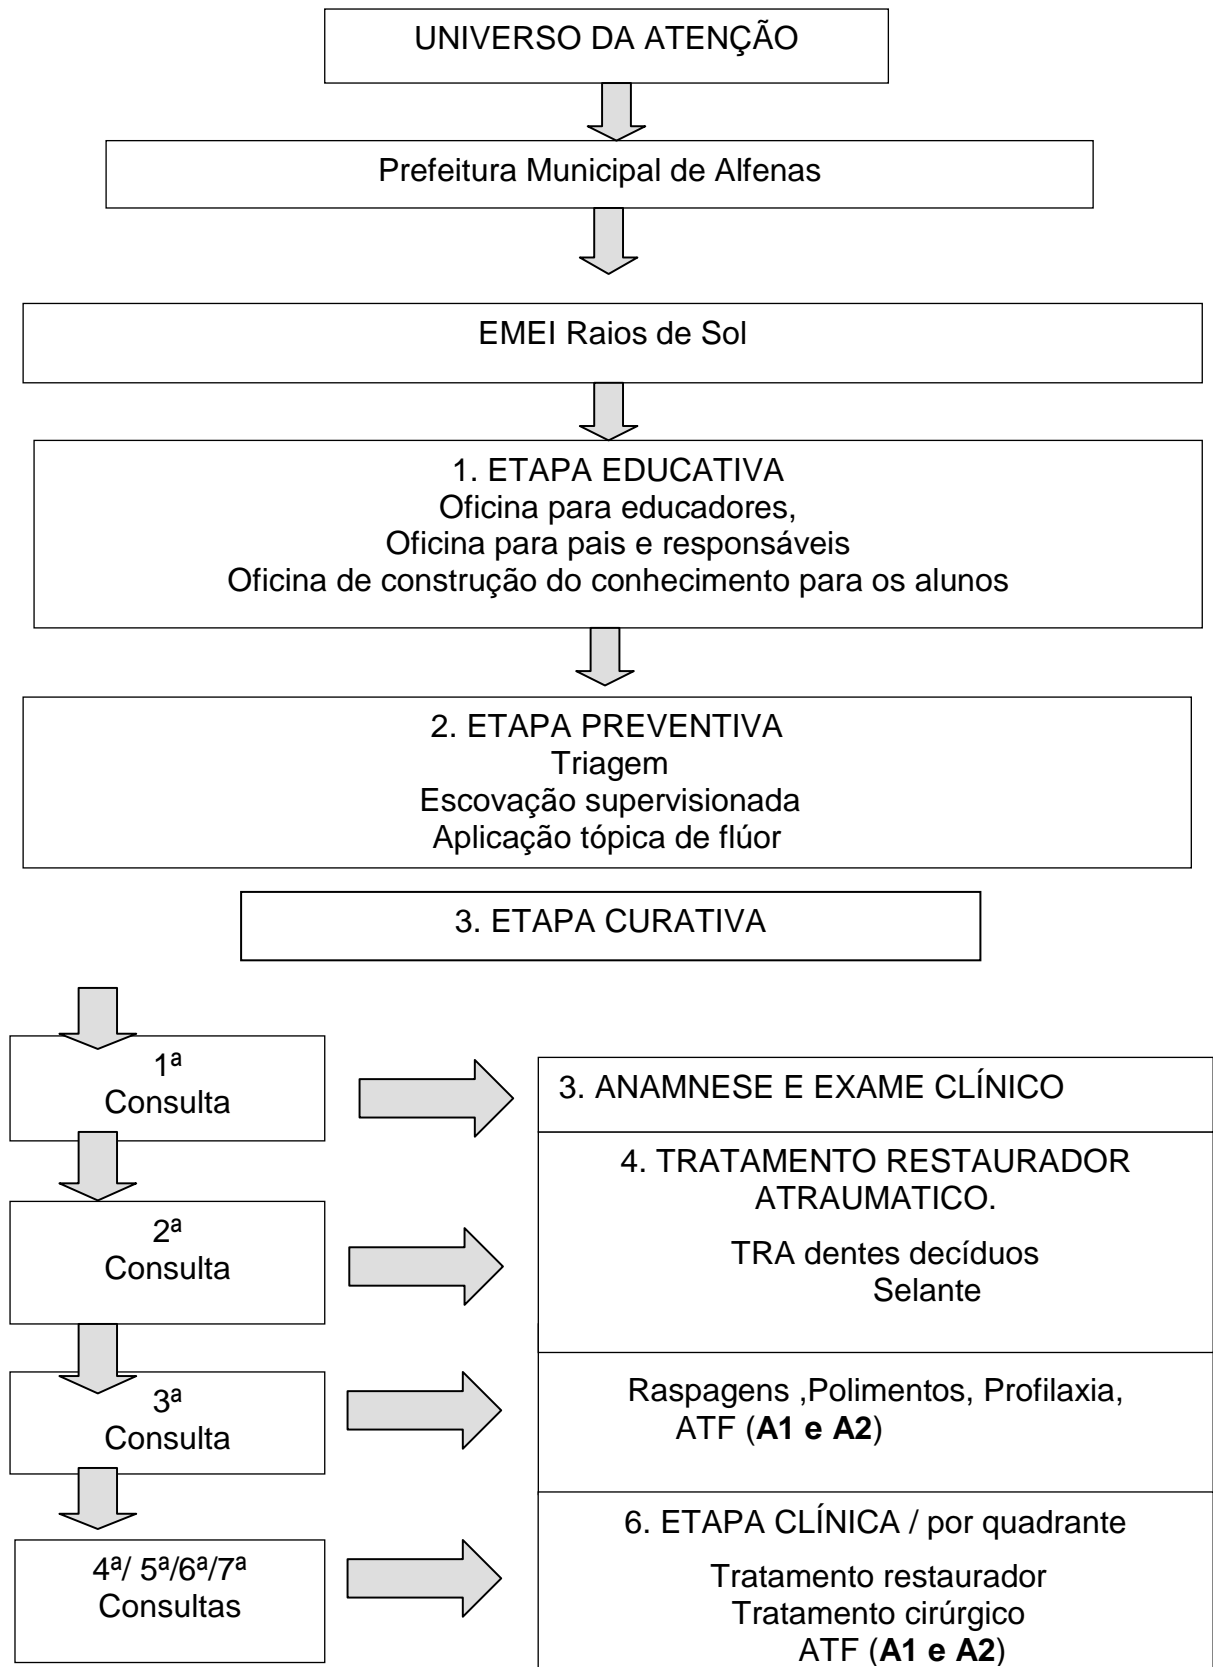 UNIVERSO DA ATENÇÃO
Prefeitura Municipal de Alfenas
EMEI Raios de Sol
1. ETAPA EDUCATIVA
Oficina para educadores,
Oficina para pais e responsáveis
Oficina de construção do conhecimento para os alunos
2. ETAPA PREVENTIVA
Triagem
Escovação supervisionada
Aplicação tópica de flúor
3. ETAPA CURATIVA
1ª
Consulta
3. ANAMNESE E EXAME CLÍNICO
2ª
Consulta
4. TRATAMENTO RESTAURADOR
ATRAUMATICO.
TRA dentes decíduos
Selante
3ª
Consulta
Raspagens ,Polimentos, Profilaxia,
ATF (A1 e A2)
4ª/ 5ª/6ª/7ª
Consultas
6. ETAPA CLÍNICA / por quadrante
Tratamento restaurador
Tratamento cirúrgico
ATF (A1 e A2)